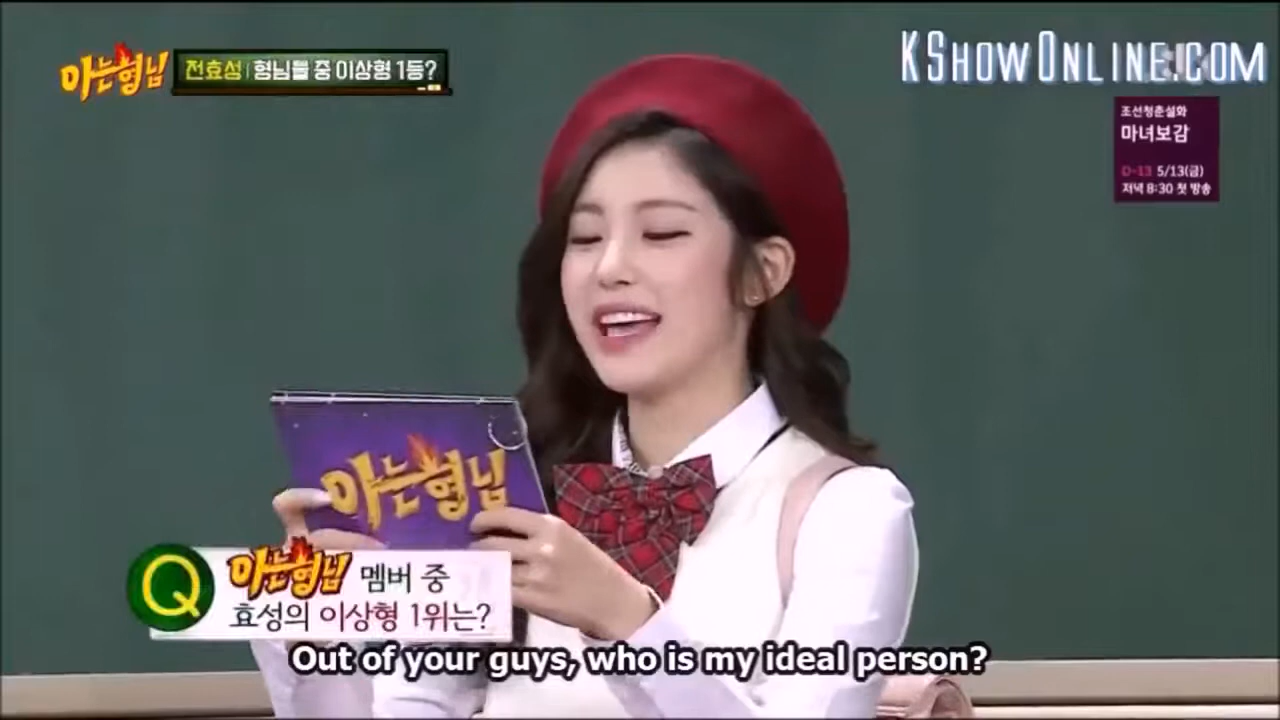 아는형님
전효성 | 형님들 중 이상형 1등?
KSHOWONLINE.COM
조선청춘설화
마녀보감
D-13 5/13(금)
저녁 8:30 첫 방송
아는형님
Q
아는형님 멤버 중
효성의 이상형 1위는?
Out of your guys, who is my ideal person?